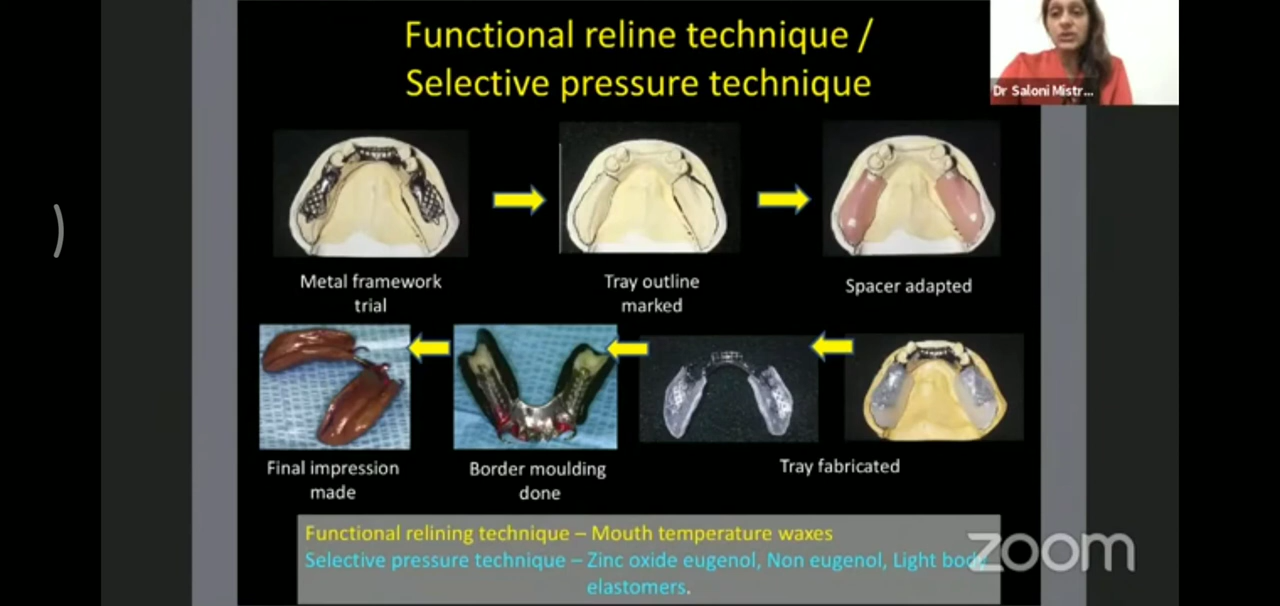 Functional reline technique /
Selective pressure technique
Dr Saloni Mistr...
Metal framework
trial
Tray outline
marked
Spacer adapted
Final impression
made
Border moulding
done
Tray fabricated
Functional relining technique – Mouth temperature waxes
Selective pressure technique – Zinc oxide eugenol, Non eugenol, Light body
elastomers.
zoom